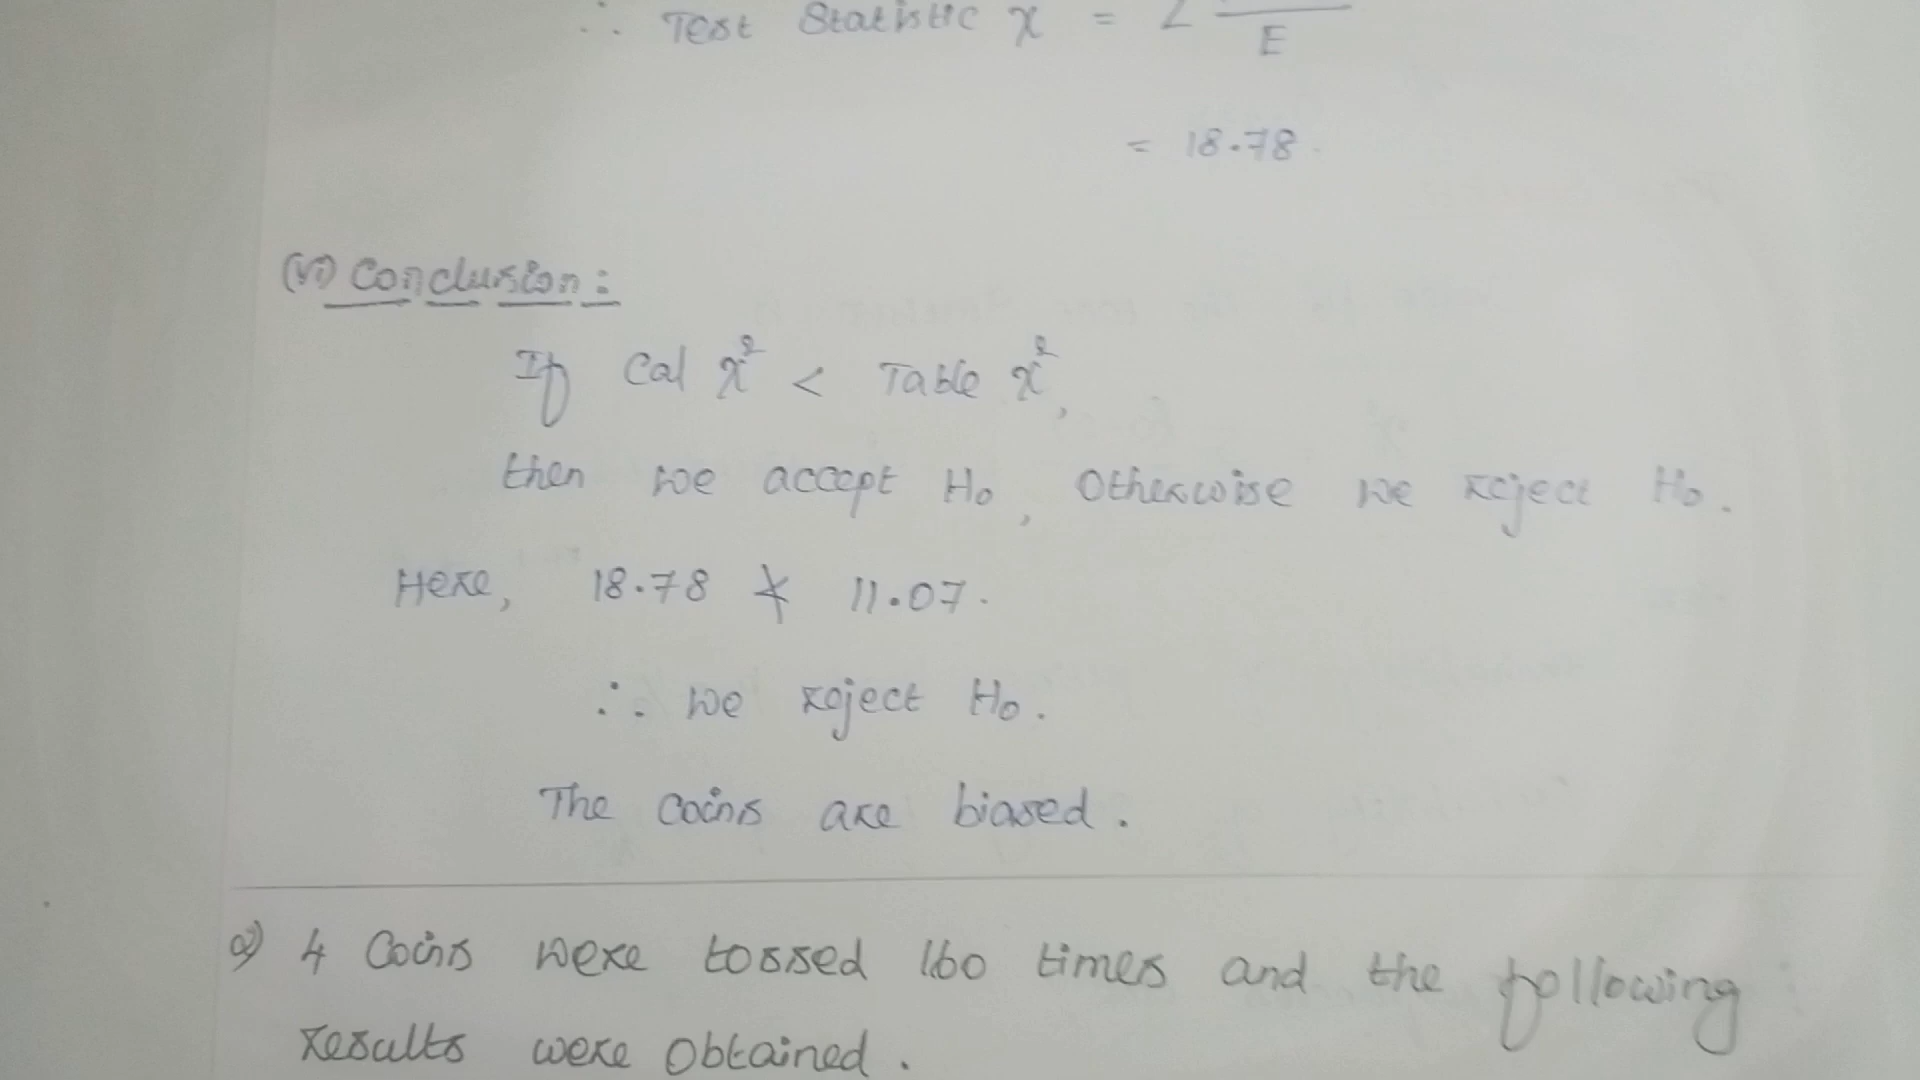 ∴ Test Statistic χ = Σ —— E
= 18.78.
(vi) Conclusion:
If Cal χ² < Table χ²,
then we accept H₀, Otherwise we reject H₀.
Here, 18.78 ≮ 11.07.
∴ We reject H₀.
The Coins are biased.
2) 4 Coins were tossed 160 times and the following
results were obtained.